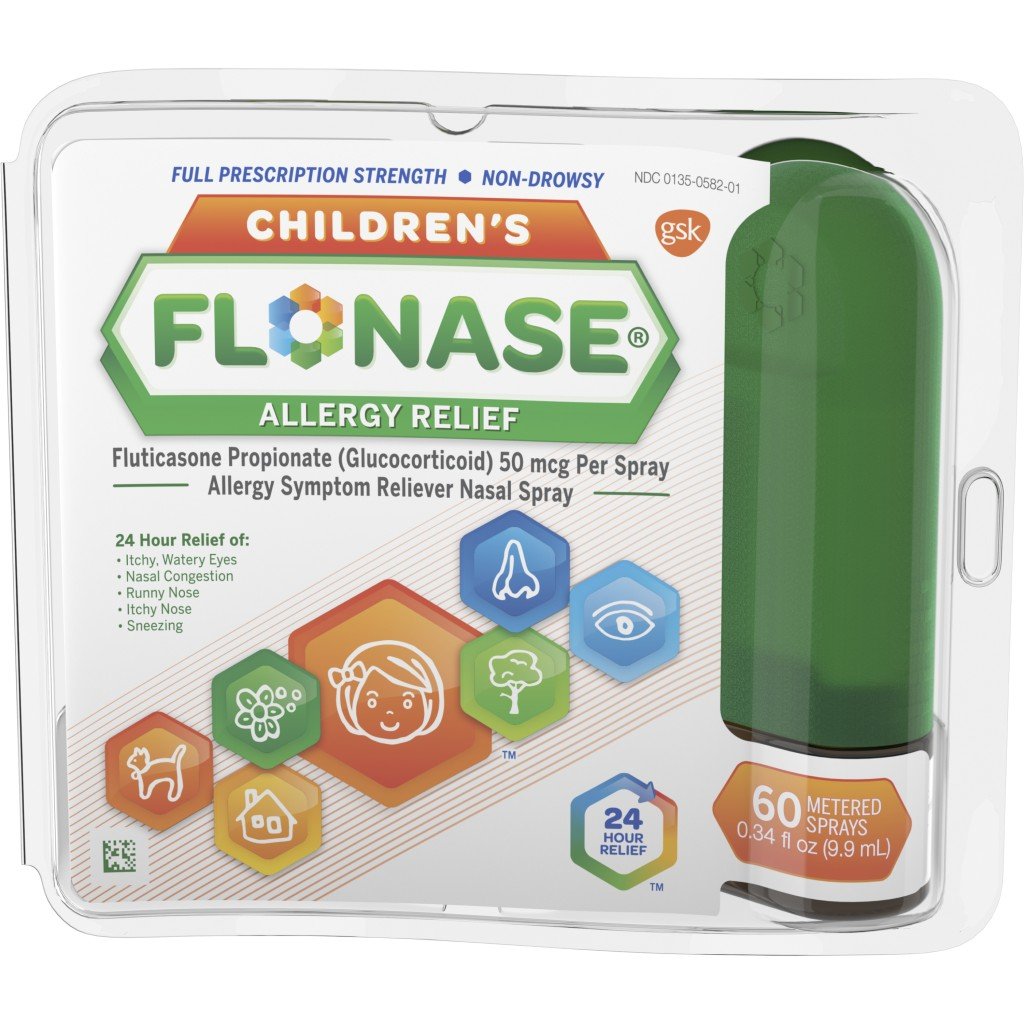 FULL PRESCRIPTION STRENGTH • NON-DROWSY
NDC 0135-0582-01
CHILDREN'S
gsk
FLONASE®
ALLERGY RELIEF
Fluticasone Propionate (Glucocorticoid) 50 mcg Per Spray
Allergy Symptom Reliever Nasal Spray
24 Hour Relief of:
• Itchy, Watery Eyes
• Nasal Congestion
• Runny Nose
• Itchy Nose
• Sneezing
TM
24
HOUR
RELIEF
TM
60 METERED
SPRAYS
0.34 fl oz (9.9 mL)